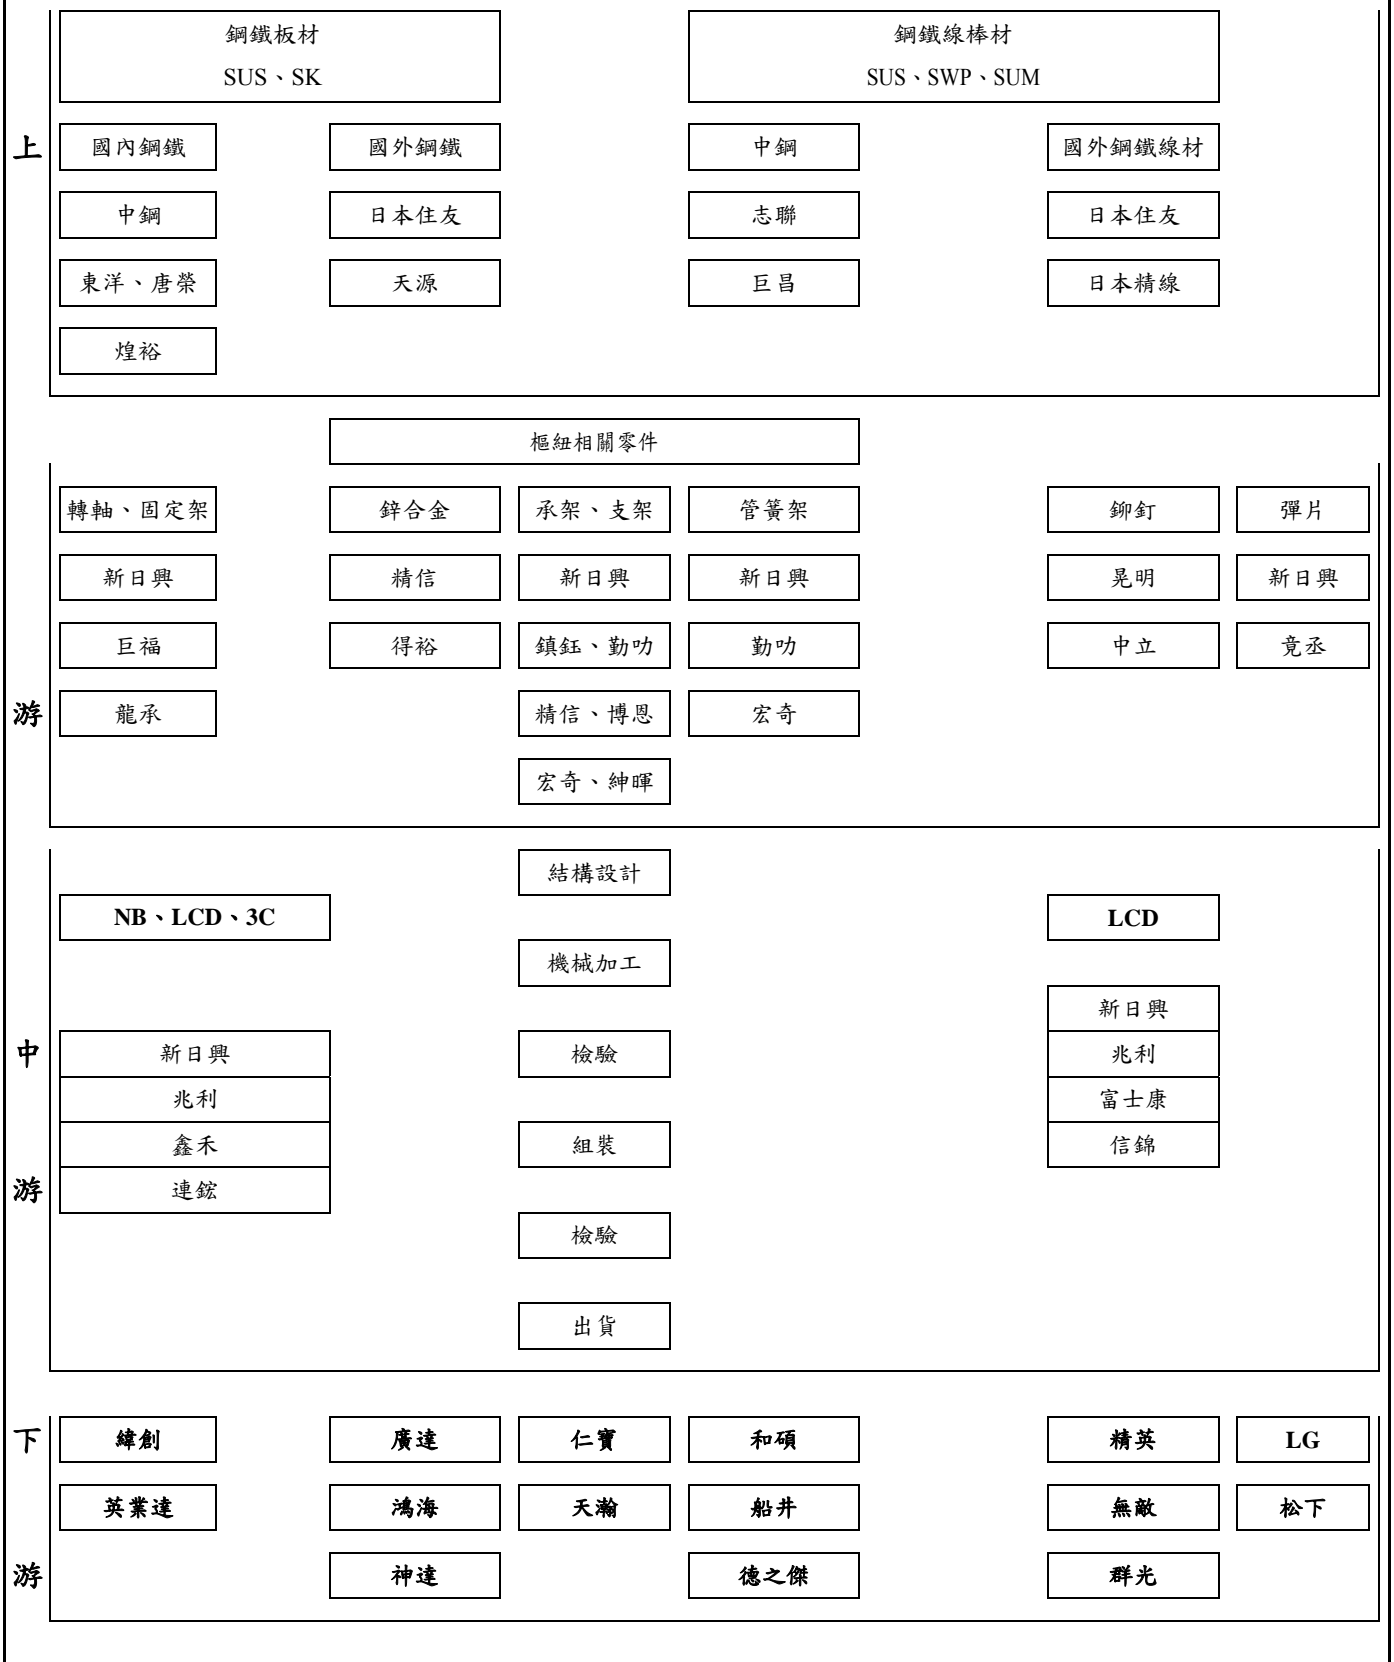 鋼鐵板材
SUS、SK
鋼鐵線棒材
SUS、SWP、SUM
上
國內鋼鐵
國外鋼鐵
中鋼
國外鋼鐵線材
中鋼
日本住友
志聯
日本住友
東洋、唐榮
天源
巨昌
日本精線
煌裕
樞紐相關零件
轉軸、固定架
鋅合金
承架、支架
管簧架
鉚釘
彈片
新日興
精信
新日興
新日興
晃明
新日興
巨福
得裕
鎮鈺、勤叻
勤叻
中立
竟丞
游
龍承
精信、博恩
宏奇
宏奇、紳暉
結構設計
NB、LCD、3C
LCD
機械加工
新日興
中
新日興
檢驗
兆利
兆利
富士康
鑫禾
組裝
信錦
游
連鋐
檢驗
出貨
下
緯創
廣達
仁寶
和碩
精英
LG
英業達
鴻海
天瀚
船井
無敵
松下
游
神達
德之傑
群光